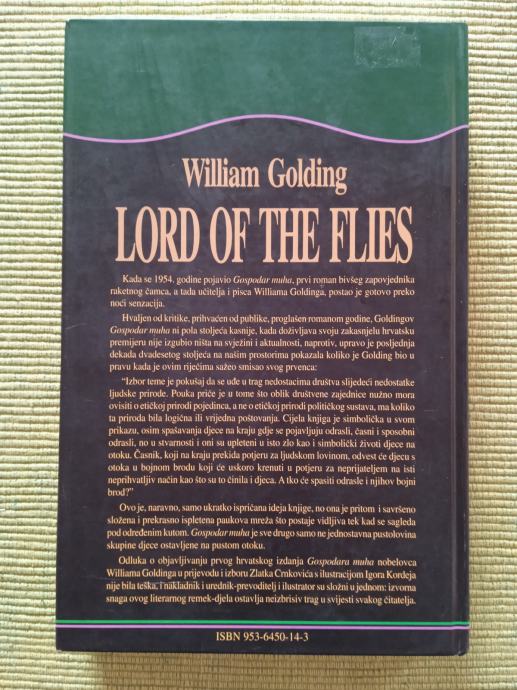 William Golding
LORD OF THE FLIES
Kada se 1954. godine pojavio Gospodar muha, prvi roman bivšeg zapovjednika
raketnog čamca, a tada učitelja i pisca Williama Goldinga, postao je gotovo preko
noći senzacija.
Hvaljen od kritike, prihvaćen od publike, proglašen romanom godine, Goldingov
Gospodar muha ni pola stoljeća kasnije, kada doživljava svoju zakasnjelu hrvatsku
premijeru nije izgubio ništa na svježini i aktualnosti, naprotiv, upravo je posljednja
dekada dvadesetog stoljeća na našim prostorima pokazala koliko je Golding bio u
pravu kada je ovim riječima sažeo smisao svog prvenca:
“Izbor teme je pokušaj da se uđe u trag nedostacima društva slijedeći nedostatke
ljudske prirode. Pouka priče je u tome što oblik društvene zajednice nužno mora
ovisiti o etičkoj prirodi pojedinca, a ne o etičkoj prirodi političkog sustava, ma koliko
ta priroda bila logična ili vrijedna poštovanja. Cijela knjiga je simbolička u svom
prikazu, osim spašavanja djece na kraju gdje se pojavljuju odrasli, časni i sposobni
odrasli, no u stvarnosti i oni su upleteni u isto zlo kao i simbolički životi djece na
otoku. Časnik, koji na kraju prekida potjeru za ljudskom lovinom, odvest će djecu s
otoka u bojnom brodu koji će uskoro krenuti u potjeru za neprijateljem na isti
neprihvatljiv način kao što su to činila i djeca. A tko će spasiti odrasle i njihov bojni
brod?”
Ovo je, naravno, samo ukratko ispričana ideja knjige, no ona je pritom i savršeno
složena i prekrasno ispletena paukova mreža što postaje vidljiva tek kad se sagleda
pod određenim kutom. Gospodar muha je sve drugo samo ne jednostavna pustolovina
skupine djece ostavljene na pustom otoku.
Odluka o objavljivanju prvog hrvatskog izdanja Gospodara muha nobelovca
Williama Goldinga u prijevodu i izboru Zlatka Crnkovića s ilustracijom Igora Kordeja
nije bila teška, i nakladnik i urednik-prevoditelj i ilustrator su složni u jednom: izvorna
snaga ovog literarnog remek-djela ostavlja neizbrisiv trag u svijesti svakog čitatelja.
ISBN 953-6450-14-3